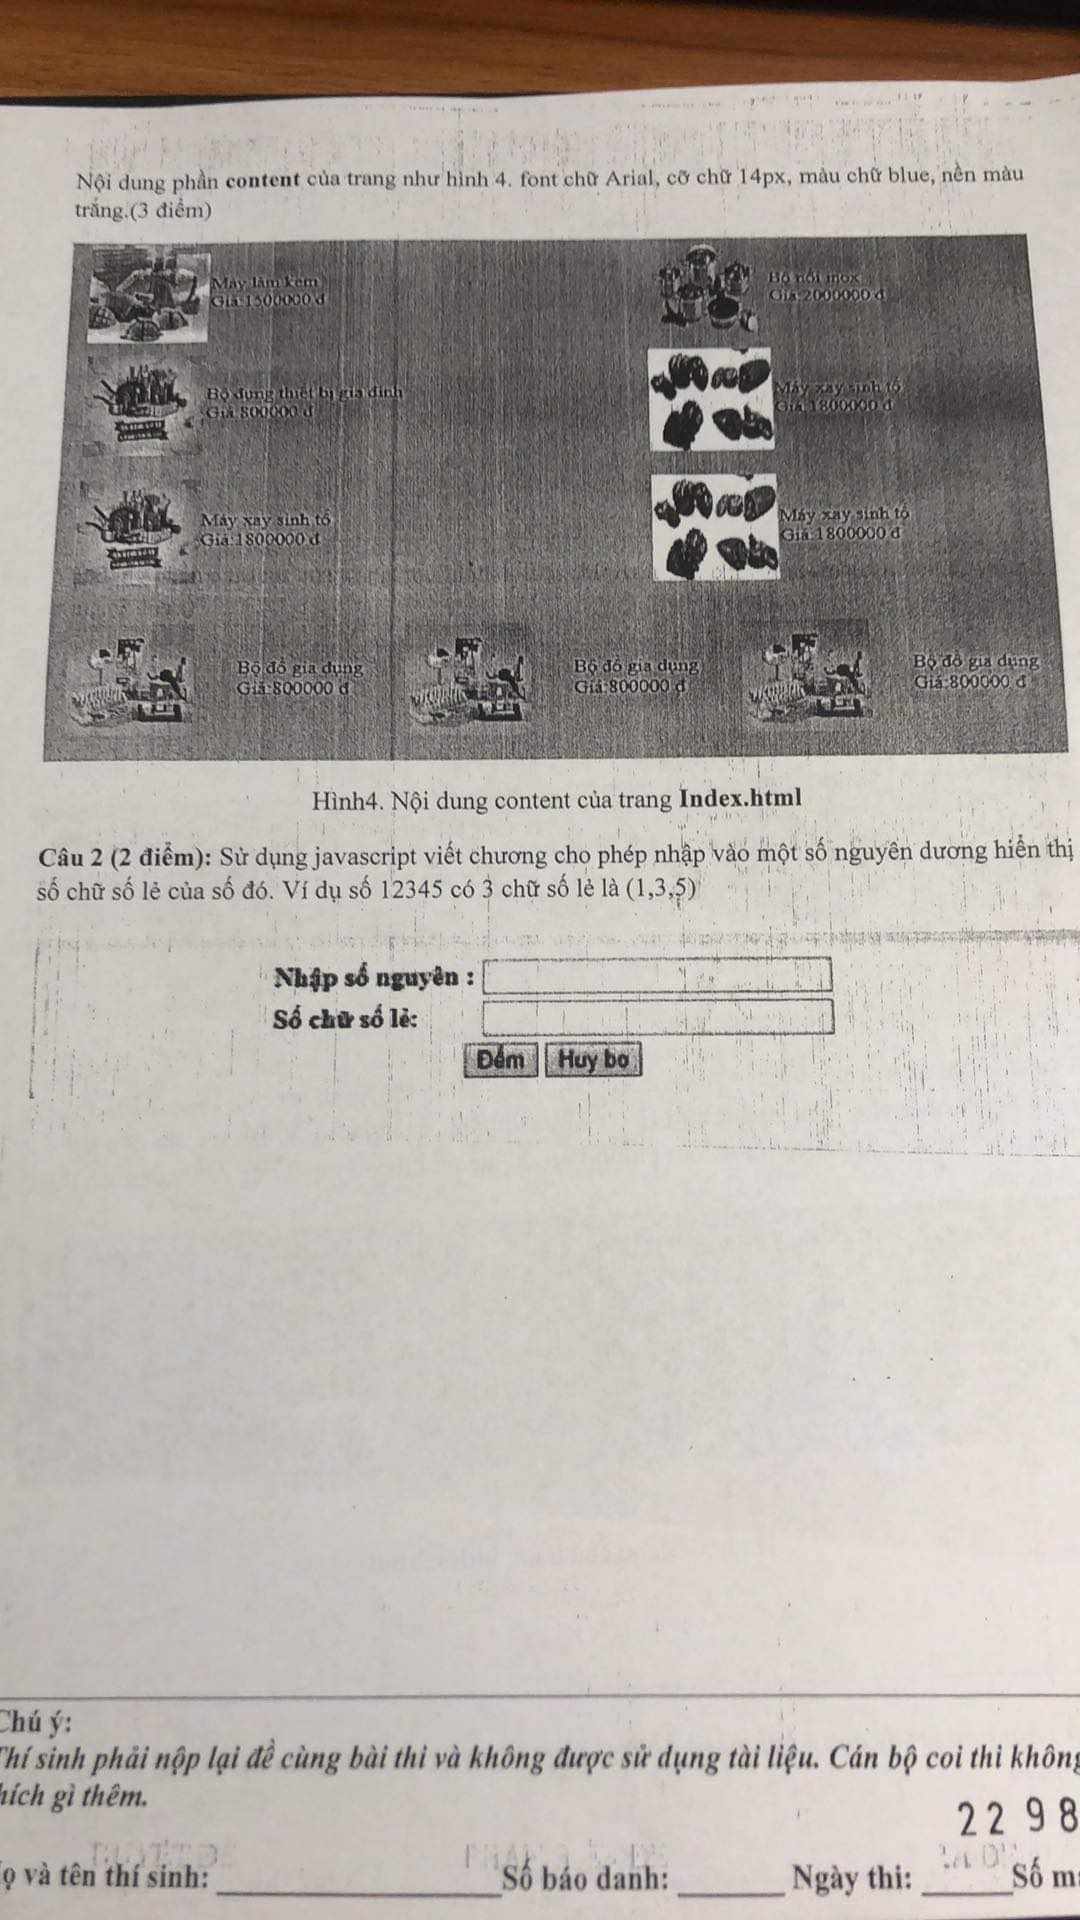 Nội dung phần content của trang như hình 4. font chữ Arial, cỡ chữ 14px, màu chữ blue, nền màu
trắng.(3 điểm)
Máy làm kem
Giá:1500000 đ
Bộ nồi inox
Giá:2000000 đ
Bộ dụng thiết bị gia đình
Giá 800000 đ
Máy xay sinh tố
Giá:1800000 đ
Máy xay sinh tố
Giá:1800000 đ
Máy xay sinh tố
Giá:1800000 đ
Bộ đồ gia dụng
Giá:800000 đ
Bộ đồ gia dụng
Giá:800000 đ
Bộ đồ gia dụng
Giá:800000 đ
Hình4. Nội dung content của trang Index.html
Câu 2 (2 điểm): Sử dụng javascript viết chương cho phép nhập vào một số nguyên dương hiển thị
số chữ số lẻ của số đó. Ví dụ số 12345 có 3 chữ số lẻ là (1,3,5)
Nhập số nguyên :
Số chữ số lẻ:
Đếm Huy bo
Chú ý:
Thí sinh phải nộp lại đề cùng bài thi và không được sử dụng tài liệu. Cán bộ coi thi không
hích gì thêm.
22 98
ọ và tên thí sinh: Số báo danh: Ngày thi: Số m